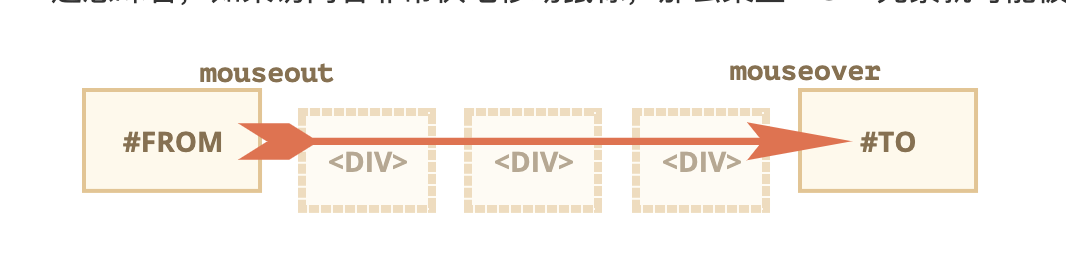 mouseout
mouseover
#FROM
<DIV>
<DIV>
<DIV>
#TO